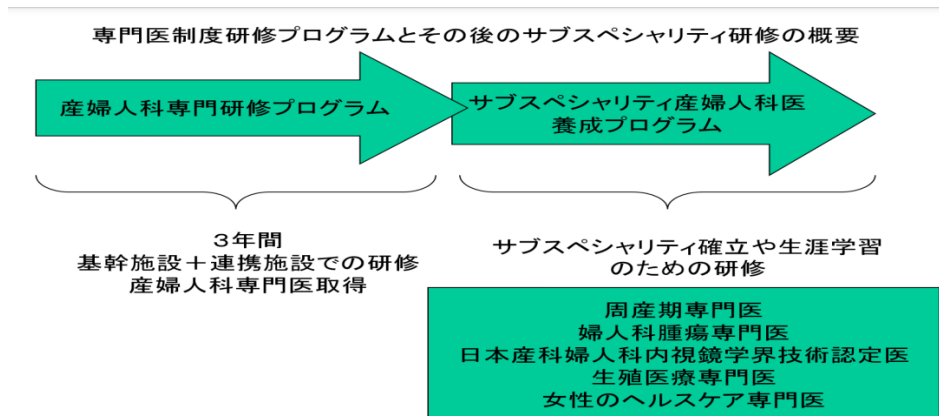 専門医制度研修プログラムとその後のサブスペシャリティ研修の概要
産婦人科専門研修プログラム
サブスペシャリティ産婦人科医
養成プログラム
３年間
基幹施設＋連携施設での研修
産婦人科専門医取得
サブスペシャリティ確立や生涯学習
のための研修
周産期専門医
婦人科腫瘍専門医
日本産科婦人科内視鏡学界技術認定医
生殖医療専門医
女性のヘルスケア専門医